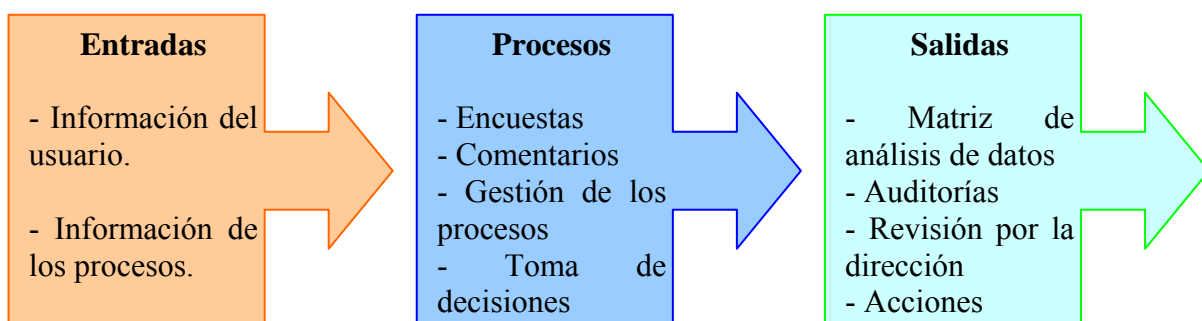 Entradas
- Información del
usuario.
- Información de
los procesos.
Procesos
- Encuestas
- Comentarios
- Gestión de los
procesos
- Toma de
decisiones
Salidas
- Matriz de
análisis de datos
- Auditorías
- Revisión por la
dirección
- Acciones